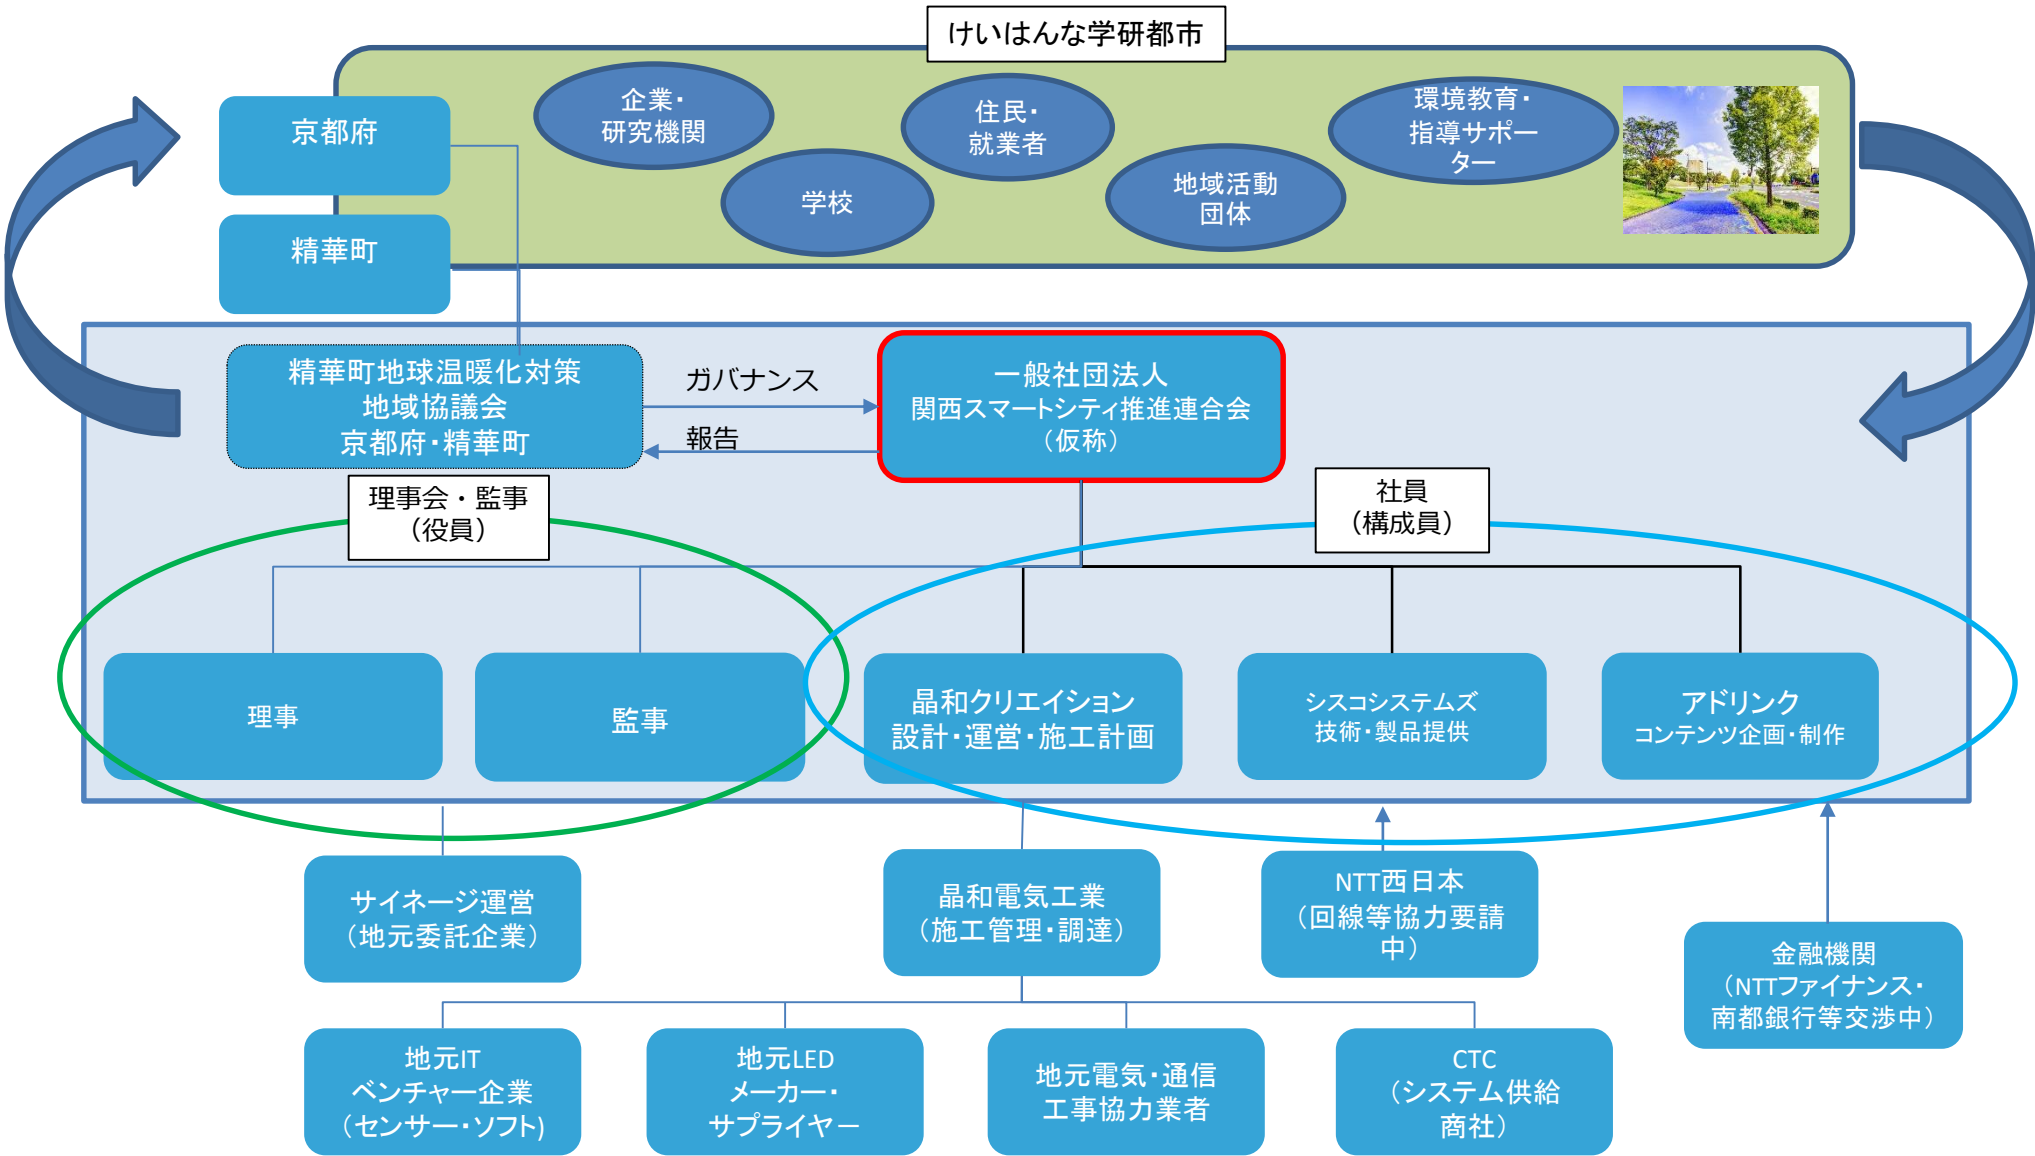 けいはんな学研都市
京都府
精華町
企業・
研究機関
学校
住民・
就業者
地域活動
団体
環境教育・
指導サポー
ター
精華町地球温暖化対策
地域協議会
京都府・精華町
ガバナンス
報告
一般社団法人
関西スマートシティ推進連合会
（仮称）
理事会・監事
（役員）
社員
（構成員）
理事
監事
晶和クリエイション
設計・運営・施工計画
シスコシステムズ
技術・製品提供
アドリンク
コンテンツ企画・制作
サイネージ運営
（地元委託企業）
晶和電気工業
（施工管理・調達）
NTT西日本
（回線等協力要請
中）
金融機関
（NTTファイナンス・
南都銀行等交渉中）
地元IT
ベンチャー企業
（センサー・ソフト)
地元LED
メーカー・
サプライヤー
地元電気・通信
工事協力業者
CTC
（システム供給
商社）